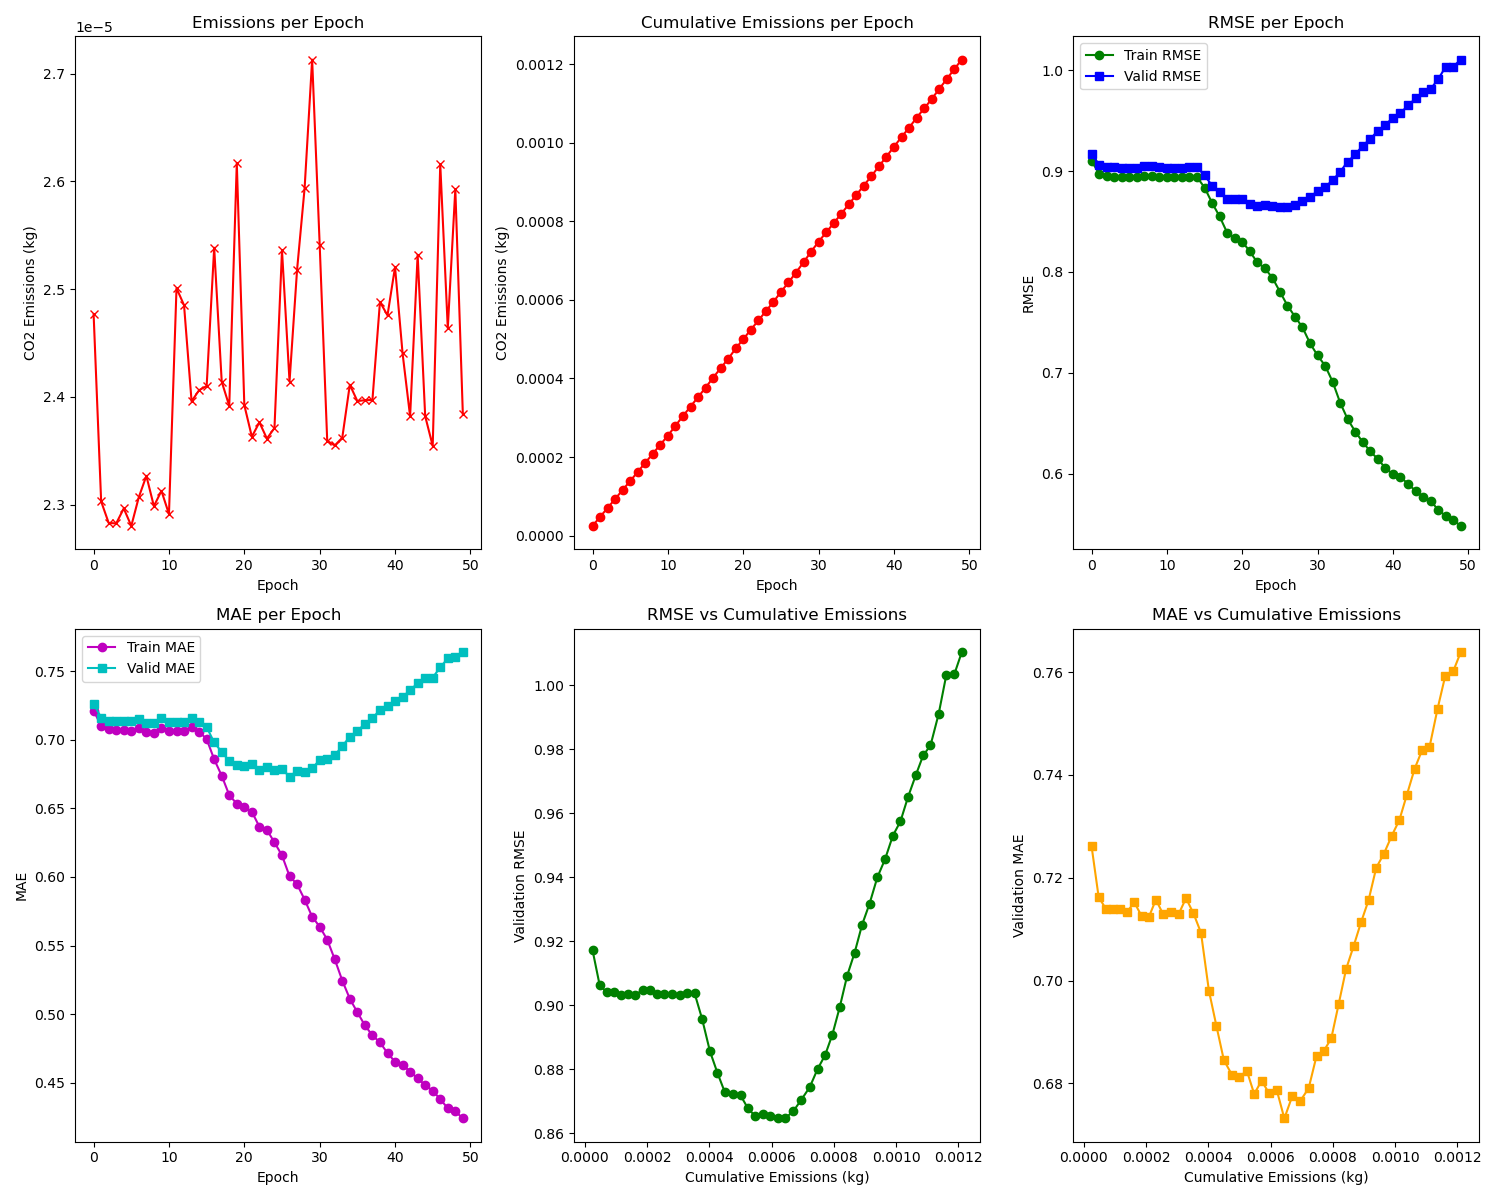 Emissions per Epoch
1e−5
2.7
2.6
2.5
2.4
2.3
CO2 Emissions (kg)
0 10 20 30 40 50
Epoch
Cumulative Emissions per Epoch
0.0012
0.0010
0.0008
0.0006
0.0004
0.0002
0.0000
CO2 Emissions (kg)
0 10 20 30 40 50
Epoch
RMSE per Epoch
Train RMSE
Valid RMSE
1.0
0.9
0.8
0.7
0.6
RMSE
0 10 20 30 40 50
Epoch
MAE per Epoch
Train MAE
Valid MAE
0.75
0.70
0.65
0.60
0.55
0.50
0.45
MAE
0 10 20 30 40 50
Epoch
RMSE vs Cumulative Emissions
1.00
0.98
0.96
0.94
0.92
0.90
0.88
0.86
Validation RMSE
0.0000 0.0002 0.0004 0.0006 0.0008 0.0010 0.0012
Cumulative Emissions (kg)
MAE vs Cumulative Emissions
0.76
0.74
0.72
0.70
0.68
Validation MAE
0.0000 0.0002 0.0004 0.0006 0.0008 0.0010 0.0012
Cumulative Emissions (kg)